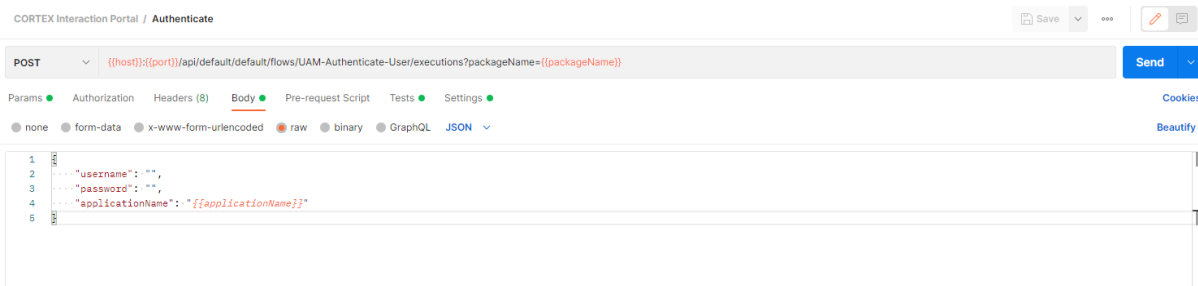 CORTEX Interaction Portal / Authenticate
Save
POST
{{host}}:{{port}}/api/default/default/flows/UAM-Authenticate-User/executions?packageName={{packageName}}
Send
Params Authorization Headers (8) Body Pre-request Script Tests Settings
Cookies
none form-data x-www-form-urlencoded raw binary GraphQL JSON
Beautify
1 {
2 "username": "",
3 "password": "",
4 "applicationName": "{{applicationName}}"
5 }